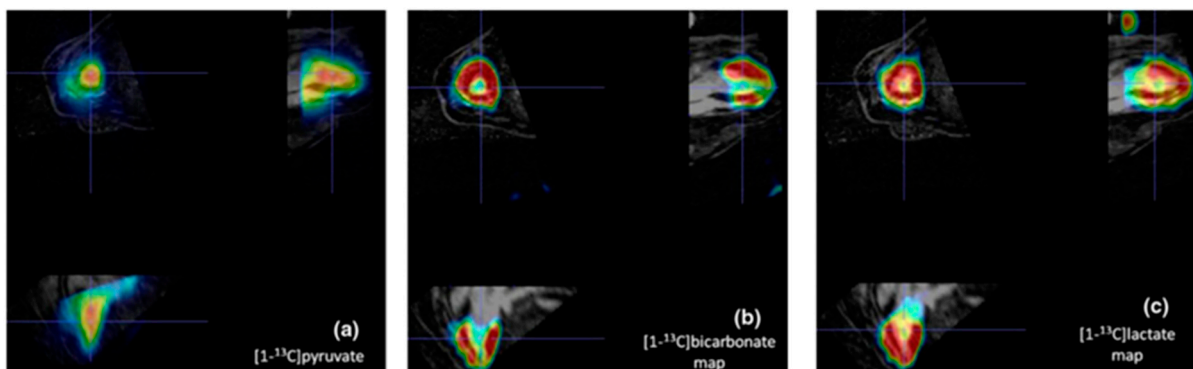 (a)
[1-¹³C]pyruvate
(b)
[1-¹³C]bicarbonate
map
(c)
[1-¹³C]lactate
map